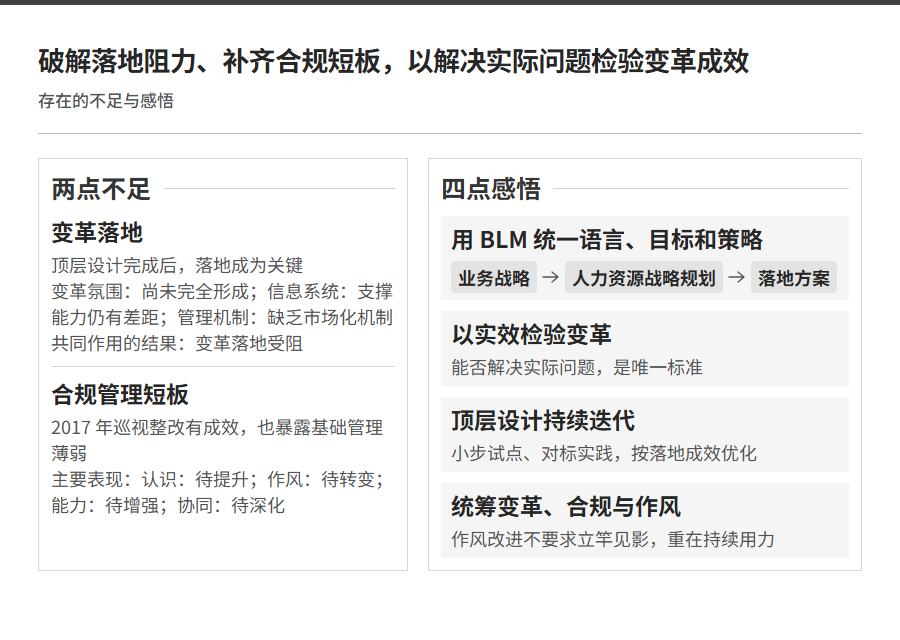 破解落地阻力、补齐合规短板，以解决实际问题检验变革成效
存在的不足与感悟
两点不足
变革落地
顶层设计完成后，落地成为关键
变革氛围：尚未完全形成；信息系统：支撑
能力仍有差距；管理机制：缺乏市场化机制
共同作用的结果：变革落地受阻
合规管理短板
2017 年巡视整改有成效，也暴露基础管理
薄弱
主要表现：认识：待提升；作风：待转变；
能力：待增强；协同：待深化
四点感悟
用 BLM 统一语言、目标和策略
业务战略 → 人力资源战略规划 → 落地方案
以实效检验变革
能否解决实际问题，是唯一标准
顶层设计持续迭代
小步试点、对标实践，按落地成效优化
统筹变革、合规与作风
作风改进不要求立竿见影，重在持续用力